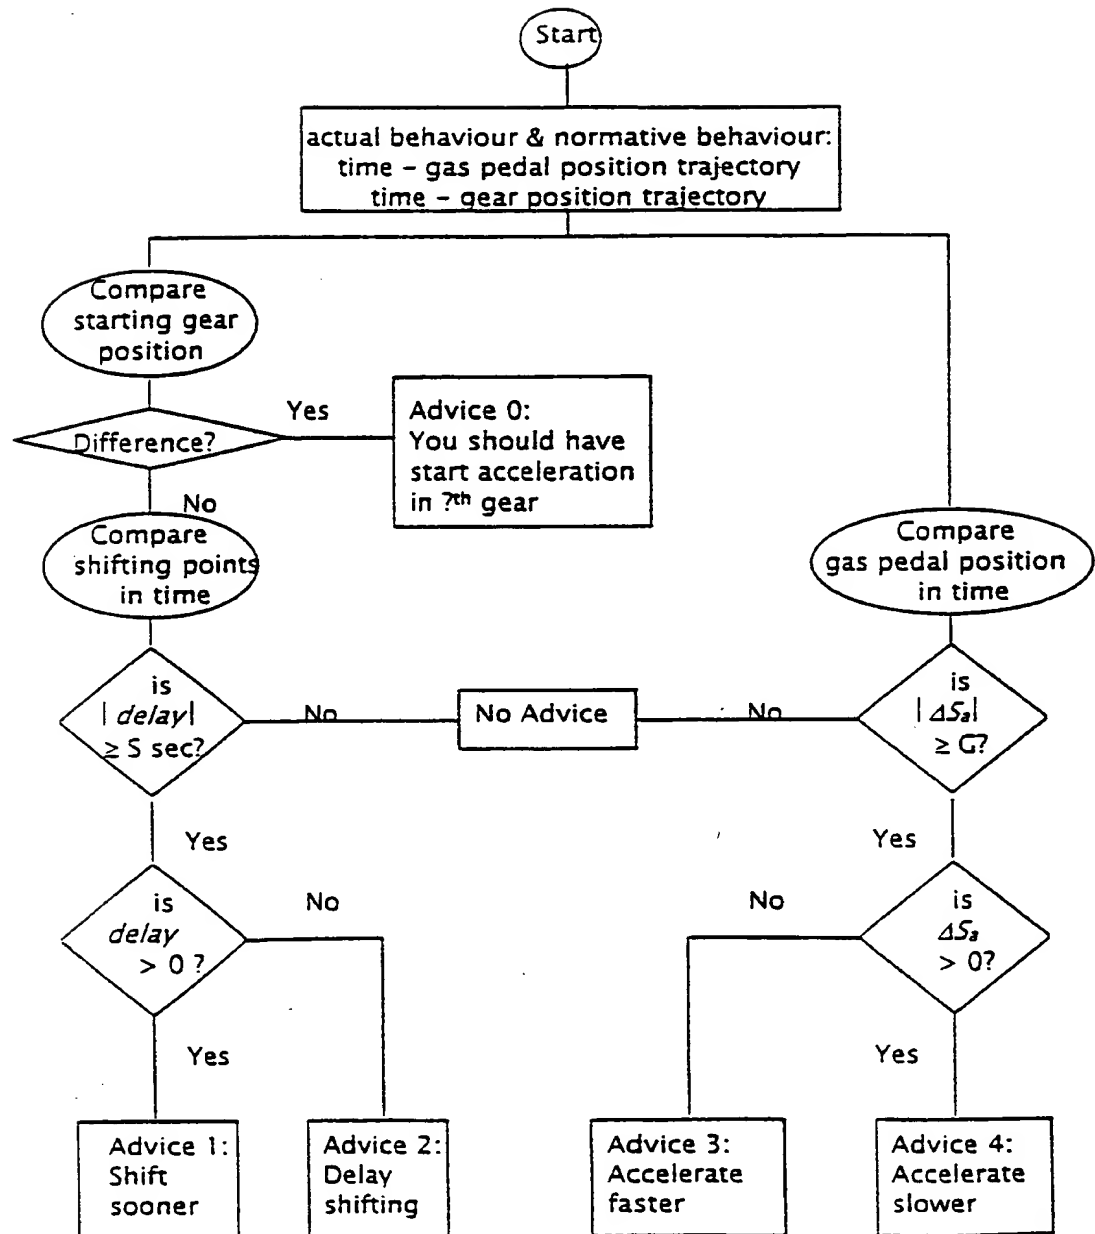 Start
actual behaviour & normative behaviour:
time – gas pedal position trajectory
time – gear position trajectory
Compare
starting gear
position
Difference?
Yes
Advice 0:
You should have
start acceleration
in ?th gear
No
Compare
shifting points
in time
Compare
gas pedal position
in time
is
| delay|
≥ S sec?
No
No Advice
No
is
| ΔSa|
≥ G?
Yes
Yes
is
delay
> 0 ?
No
No
is
ΔSa
> 0?
Yes
Yes
Advice 1:
Shift
sooner
Advice 2:
Delay
shifting
Advice 3:
Accelerate
faster
Advice 4:
Accelerate
slower